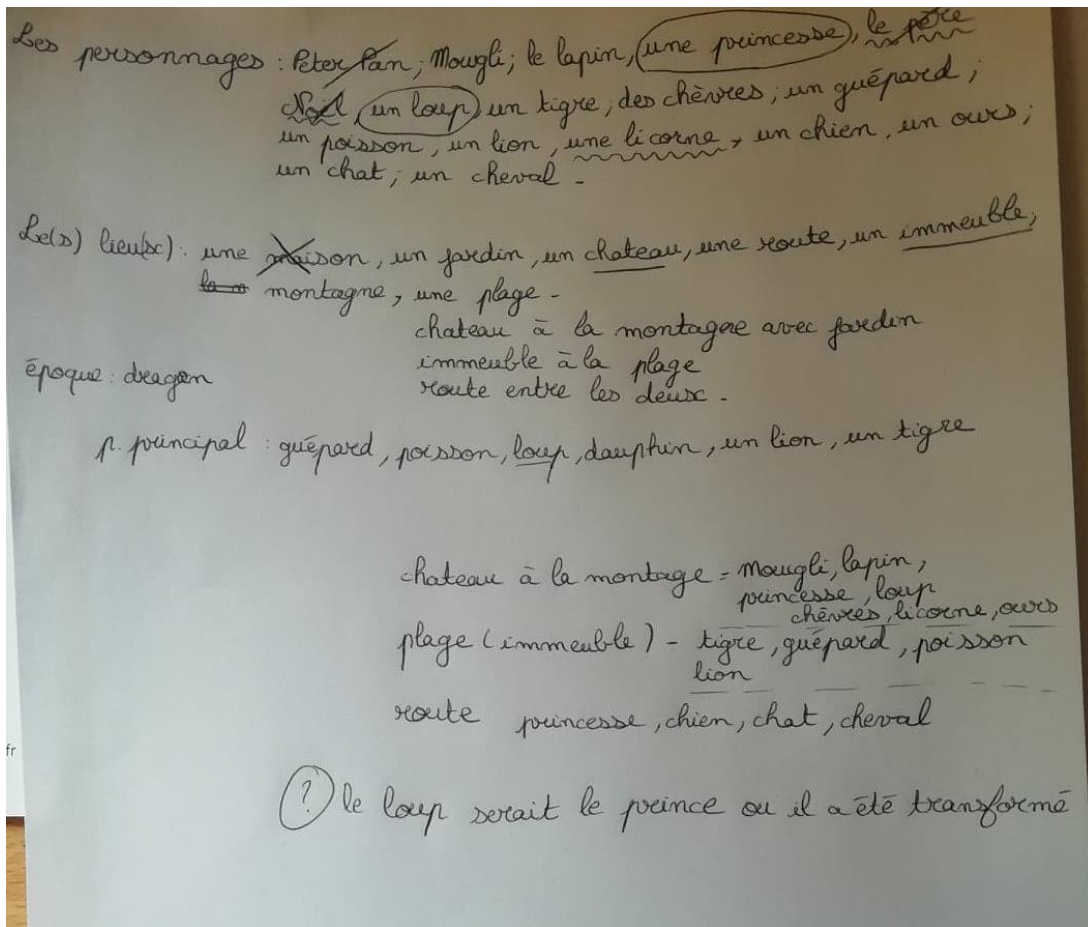 Les personnages : Peter Pan ; Mougli ; le lapin, une princesse, le père
Noël, un loup, un tigre, des chèvres ; un guépard ;
un poisson, un lion, une licorne, un chien, un ours ;
un chat ; un cheval -
Le(s) lieu(x) : une maison, un jardin, un chateau, une route, un immeuble,
montagne, une plage -
chateau à la montagne avec jardin
immeuble à la plage
époque : dragon
route entre les deux -
p. principal : guépard, poisson, loup, dauphin, un lion, un tigre
chateau à la montage = mougli, lapin,
princesse, loup
chèvres, licorne, ours
plage (immeuble) - tigre, guépard, poisson
lion
route princesse, chien, chat, cheval
fr
? le loup serait le prince ou il a été transformé